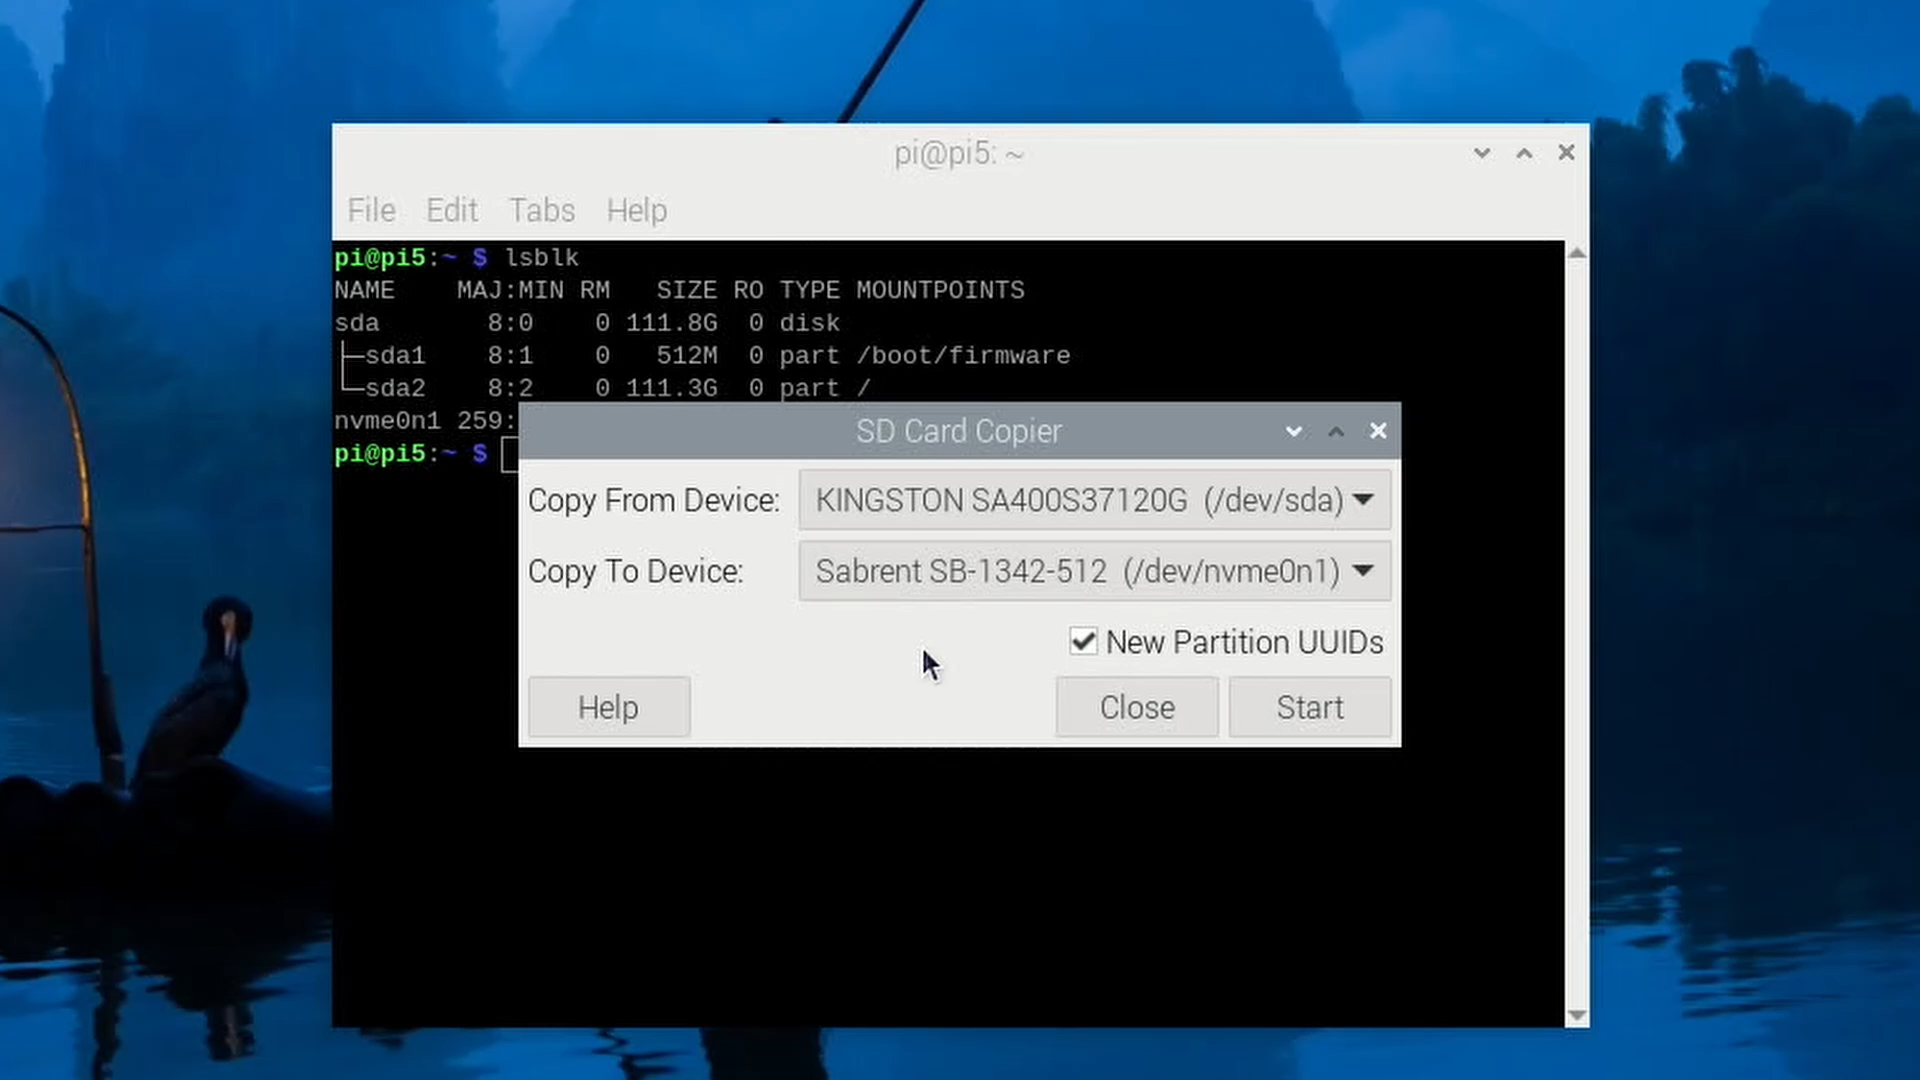 pi@pi5: ~
File Edit Tabs Help
pi@pi5:~ $ lsblk
NAME MAJ:MIN RM SIZE RO TYPE MOUNTPOINTS
sda 8:0 0 111.8G 0 disk
├─sda1 8:1 0 512M 0 part /boot/firmware
└─sda2 8:2 0 111.3G 0 part /
nvme0n1 259:
pi@pi5:~ $
SD Card Copier
Copy From Device: KINGSTON SA400S37120G (/dev/sda)
Copy To Device: Sabrent SB-1342-512 (/dev/nvme0n1)
New Partition UUIDs
Help Close Start